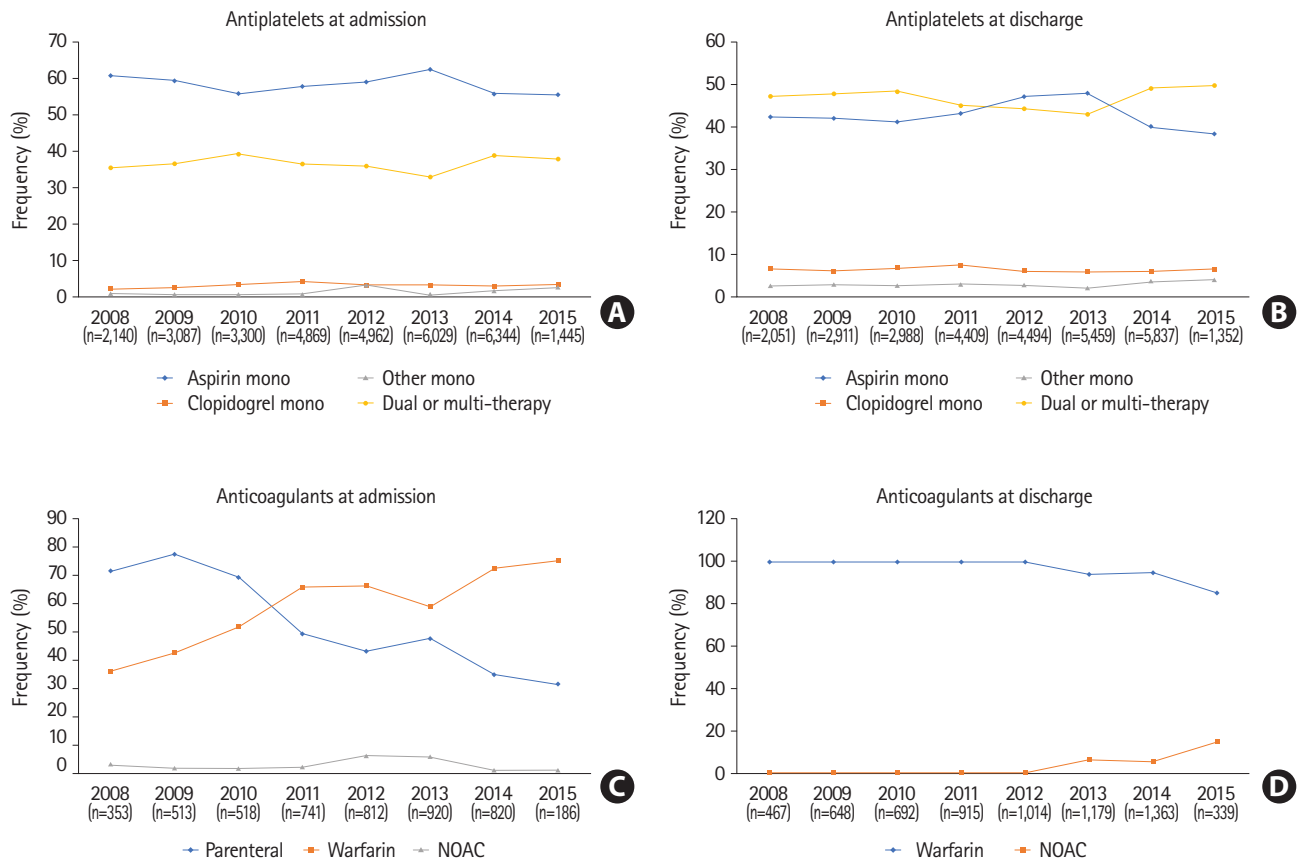 Antiplatelets at admission
Frequency (%)
70
60
50
40
30
20
10
0
2008 2009 2010 2011 2012 2013 2014 2015
(n=2,140) (n=3,087) (n=3,300) (n=4,869) (n=4,962) (n=6,029) (n=6,344) (n=1,445)
A
Aspirin mono Other mono
Clopidogrel mono Dual or multi-therapy
Antiplatelets at discharge
Frequency (%)
60
50
40
30
20
10
0
2008 2009 2010 2011 2012 2013 2014 2015
(n=2,051) (n=2,911) (n=2,988) (n=4,409) (n=4,494) (n=5,459) (n=5,837) (n=1,352)
B
Aspirin mono Other mono
Clopidogrel mono Dual or multi-therapy
Anticoagulants at admission
Frequency (%)
90
80
70
60
50
40
30
20
10
0
2008 2009 2010 2011 2012 2013 2014 2015
(n=353) (n=513) (n=518) (n=741) (n=812) (n=920) (n=820) (n=186)
C
Parenteral Warfarin NOAC
Anticoagulants at discharge
Frequency (%)
120
100
80
60
40
20
0
2008 2009 2010 2011 2012 2013 2014 2015
(n=467) (n=648) (n=692) (n=915) (n=1,014) (n=1,179) (n=1,363) (n=339)
D
Warfarin NOAC